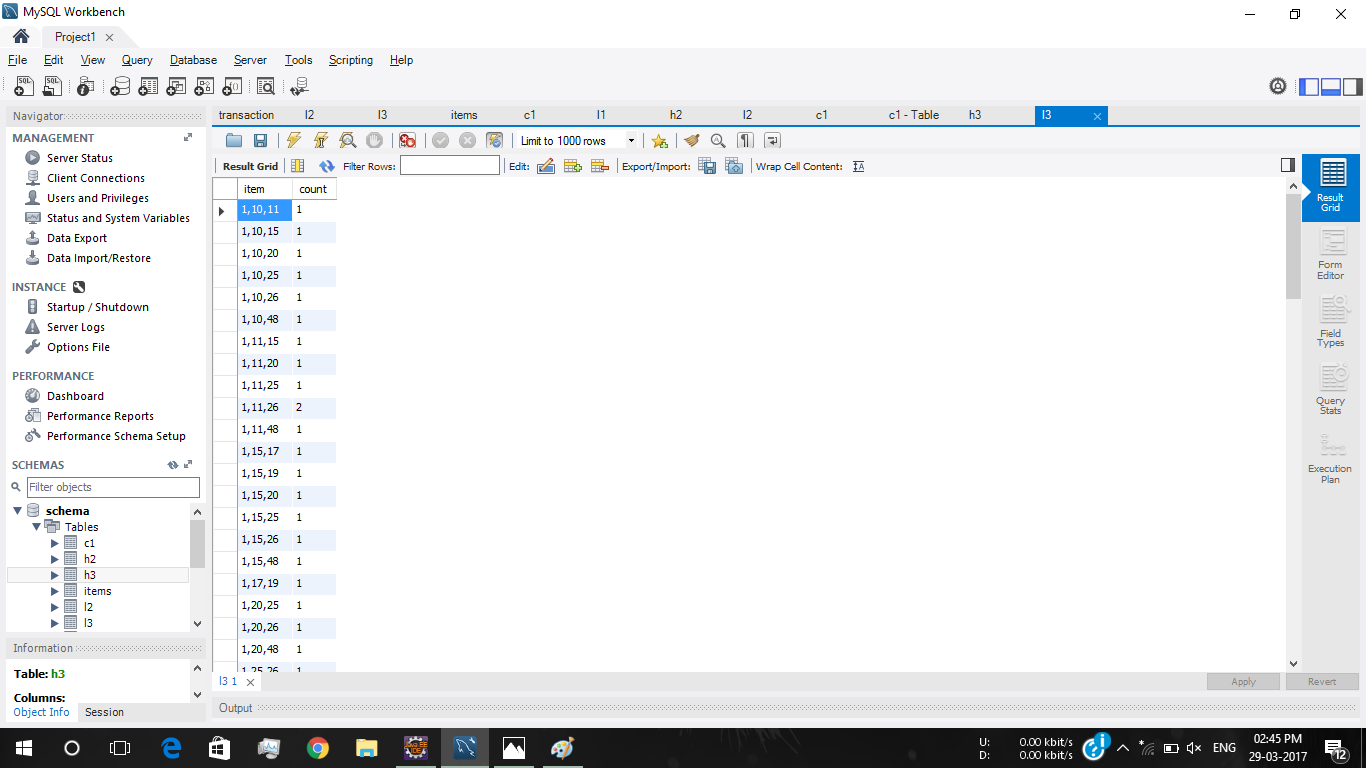 MySQL Workbench
Project1
File Edit View Query Database Server Tools Scripting Help
Navigator
MANAGEMENT
Server Status
Client Connections
Users and Privileges
Status and System Variables
Data Export
Data Import/Restore
INSTANCE
Startup / Shutdown
Server Logs
Options File
PERFORMANCE
Dashboard
Performance Reports
Performance Schema Setup
SCHEMAS
Filter objects
schema
Tables
c1
h2
h3
items
l2
l3
Information
Table: h3
Columns:
Object Info Session
transaction l2 l3 items c1 l1 h2 l2 c1 c1 - Table h3 l3
Limit to 1000 rows
Result Grid Filter Rows: Edit: Export/Import: Wrap Cell Content:
item count
1,10,11 1
1,10,15 1
1,10,20 1
1,10,25 1
1,10,26 1
1,10,48 1
1,11,15 1
1,11,20 1
1,11,25 1
1,11,26 2
1,11,48 1
1,15,17 1
1,15,19 1
1,15,20 1
1,15,25 1
1,15,26 1
1,15,48 1
1,17,19 1
1,20,25 1
1,20,26 1
1,20,48 1
1,25,26 1
Result
Grid
Form
Editor
Field
Types
Query
Stats
Execution
Plan
l3 1
Apply Revert
Output
U: 0.00 kbit/s
D: 0.00 kbit/s
ENG
02:45 PM
29-03-2017
12